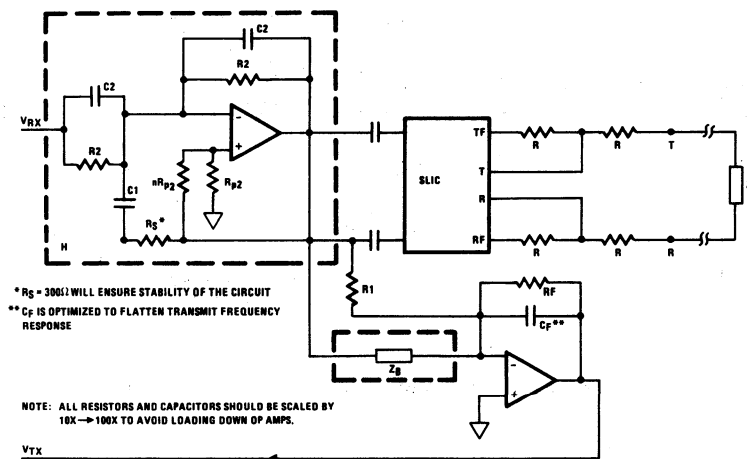 C2
R2
C2
VRX
R2
-
+
nRp2
Rp2
C1
H
RS*
SLIC
TF
T
R
RF
R
R
T
R
R
R
*RS = 300Ω WILL ENSURE STABILITY OF THE CIRCUIT
**CF IS OPTIMIZED TO FLATTEN TRANSMIT FREQUENCY
RESPONSE
R1
RF
CF**
ZB
-
+
NOTE: ALL RESISTORS AND CAPACITORS SHOULD BE SCALED BY
10X→100X TO AVOID LOADING DOWN OP AMPS.
VTX